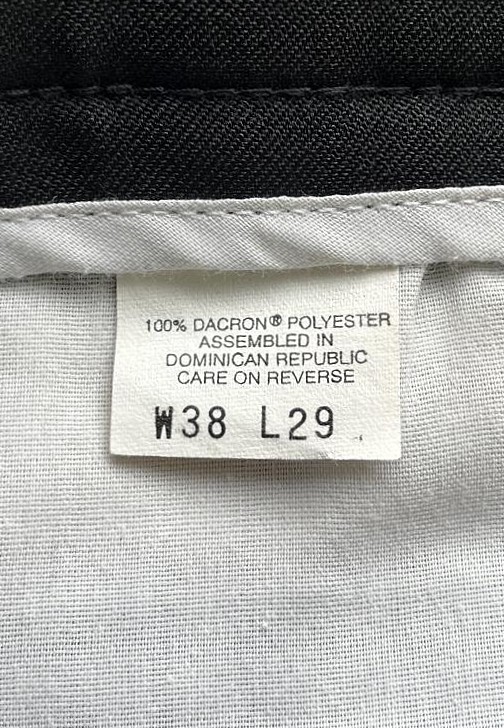 100% DACRON® POLYESTER
ASSEMBLED IN
DOMINICAN REPUBLIC
CARE ON REVERSE
W38 L29